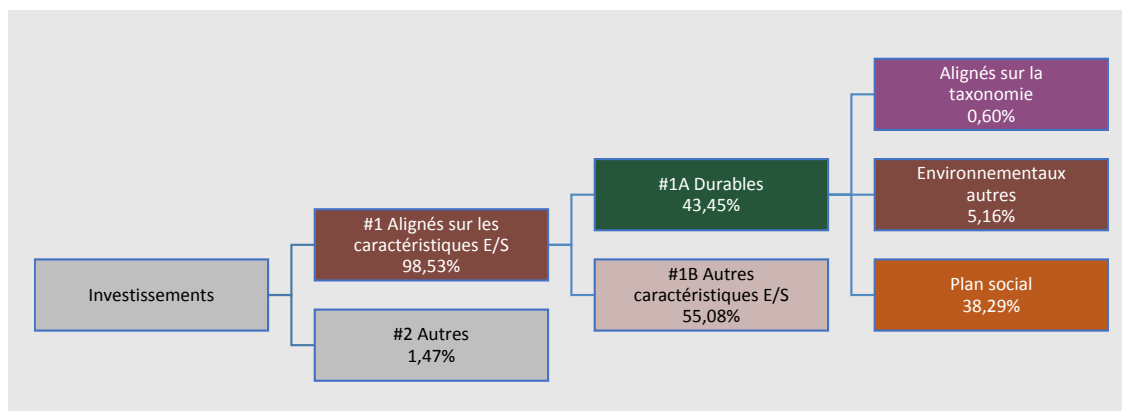 Investissements
#1 Alignés sur les
caractéristiques E/S
98,53%
#2 Autres
1,47%
#1A Durables
43,45%
#1B Autres
caractéristiques E/S
55,08%
Alignés sur la
taxonomie
0,60%
Environnementaux
autres
5,16%
Plan social
38,29%